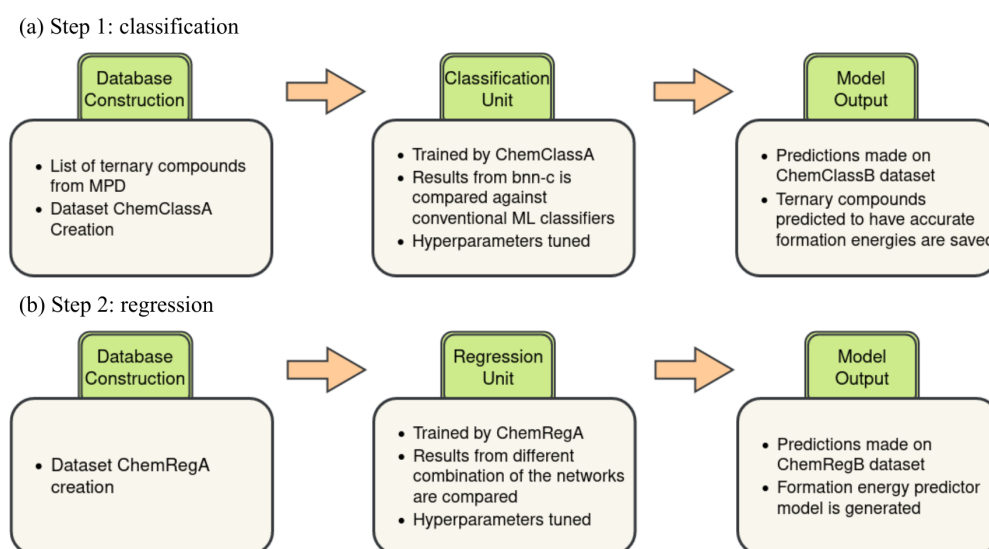 (a) Step 1: classification
Database
Construction
• List of ternary compounds
from MPD
• Dataset ChemClassA
Creation
Classification
Unit
• Trained by ChemClassA
• Results from bnn-c is
compared against
conventional ML classifiers
• Hyperparameters tuned
Model
Output
• Predictions made on
ChemClassB dataset
• Ternary compounds
predicted to have accurate
formation energies are saved
(b) Step 2: regression
Database
Construction
• Dataset ChemRegA
creation
Regression
Unit
• Trained by ChemRegA
• Results from different
combination of the networks
are compared
• Hyperparameters tuned
Model
Output
• Predictions made on
ChemRegB dataset
• Formation energy predictor
model is generated